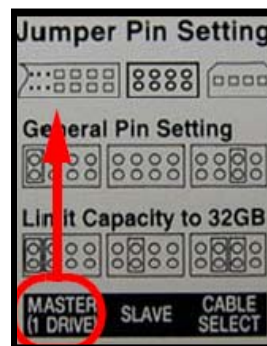 Jumper Pin Setting
General Pin Setting
Limit Capacity to 32GB
MASTER SLAVE CABLE
(1 DRIVE) SELECT